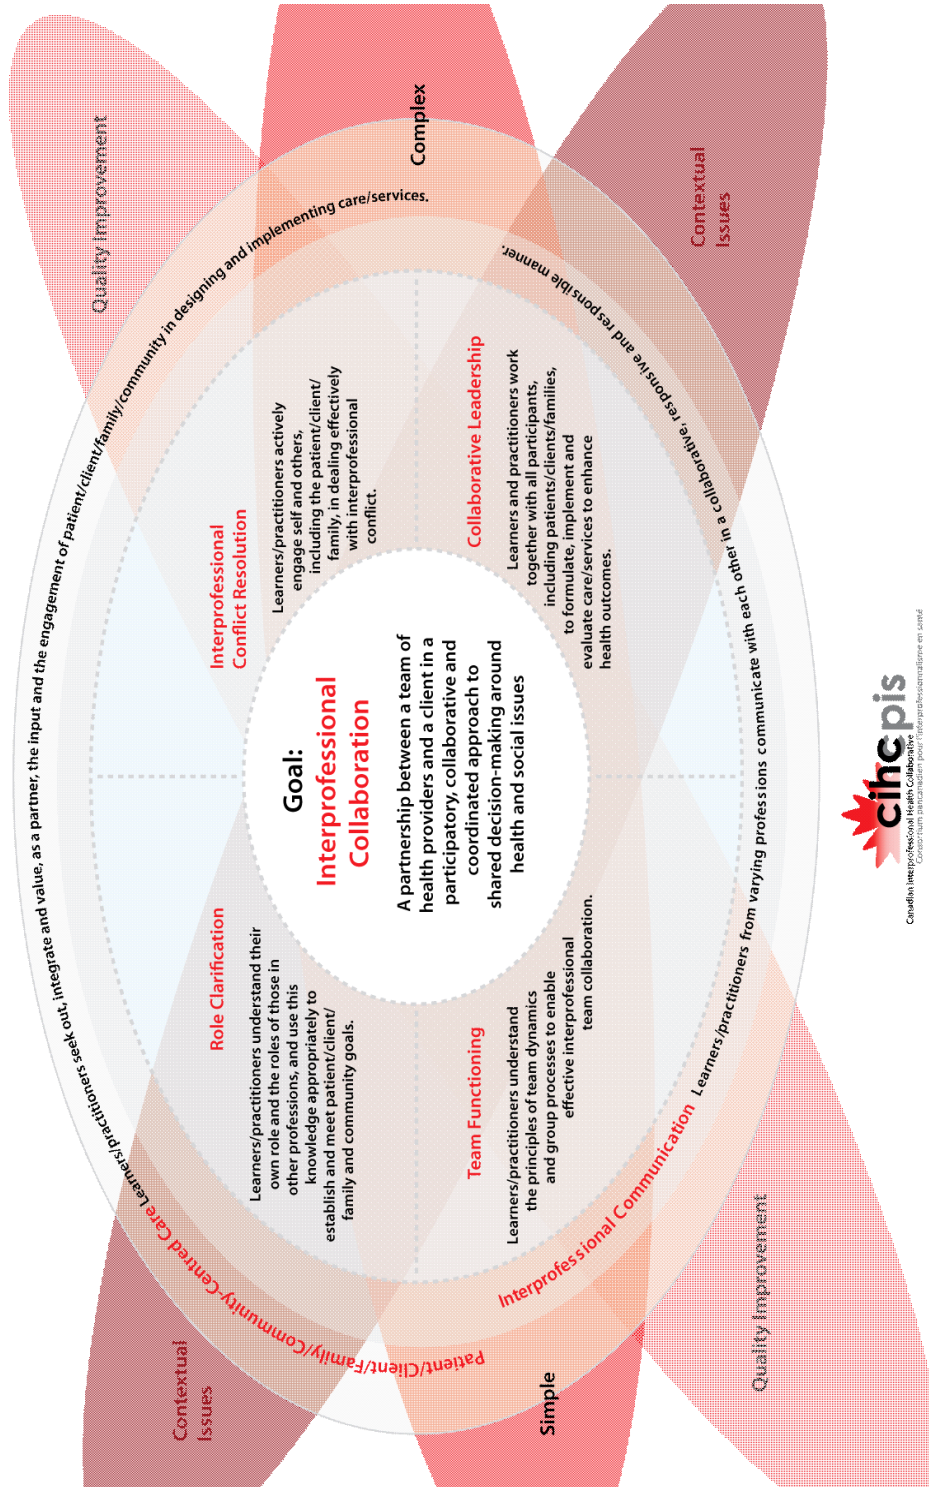 Patient/Client/Family/Community-Centred Care Learners/practitioners seek out, integrate and value, as a partner, the input and the engagement of patient/client/family/community in designing and implementing care/services.
Contextual
Issues
Quality Improvement
Role Clarification
Learners/practitioners understand their
own role and the roles of those in
other professions, and use this
knowledge appropriately to
establish and meet patient/client/
family and community goals.
Interprofessional
Conflict Resolution
Learners/practitioners actively
engage self and others,
including the patient/client/
family, in dealing effectively
with interprofessional
conflict.
Goal:
Interprofessional
Collaboration
A partnership between a team of
health providers and a client in a
participatory, collaborative and
coordinated approach to
shared decision-making around
health and social issues
Simple
Complex
Team Functioning
Learners/practitioners understand
the principles of team dynamics
and group processes to enable
effective interprofessional
team collaboration.
Collaborative Leadership
Learners and practitioners work
together with all participants,
including patients/clients/families,
to formulate, implement and
evaluate care/services to enhance
health outcomes.
Interprofessional Communication Learners/practitioners from varying professions communicate with each other in a collaborative, responsive and responsible manner.
Quality Improvement
Contextual
Issues
cihcpis
Canadian Interprofessional Health Collaborative
Consortium pancanadien pour l'interprofessionnalisme en santé